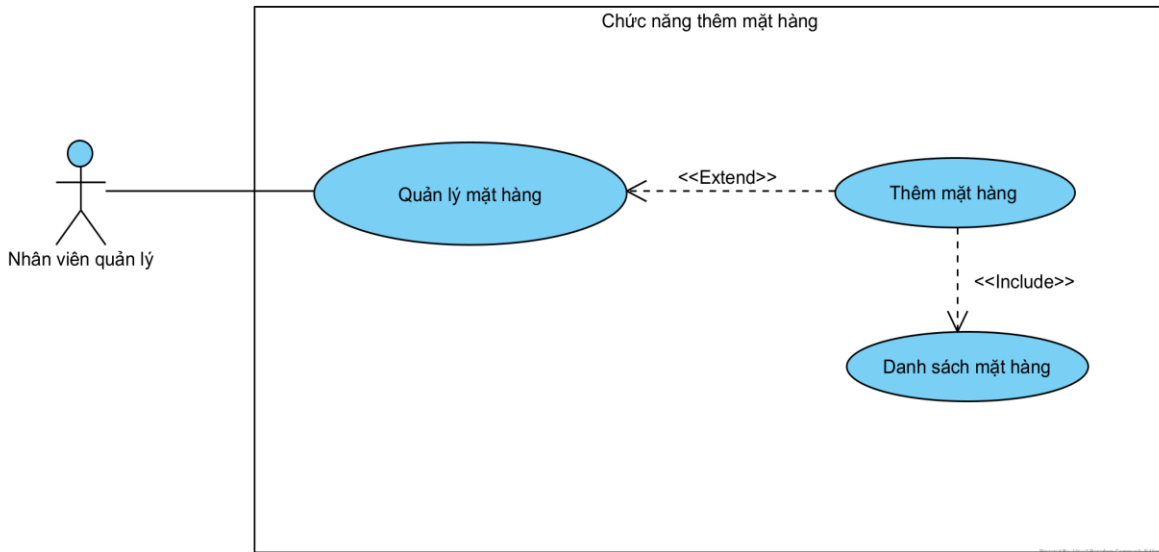 Chức năng thêm mặt hàng
Quản lý mặt hàng
<<Extend>>
Thêm mặt hàng
Nhân viên quản lý
<<Include>>
Danh sách mặt hàng